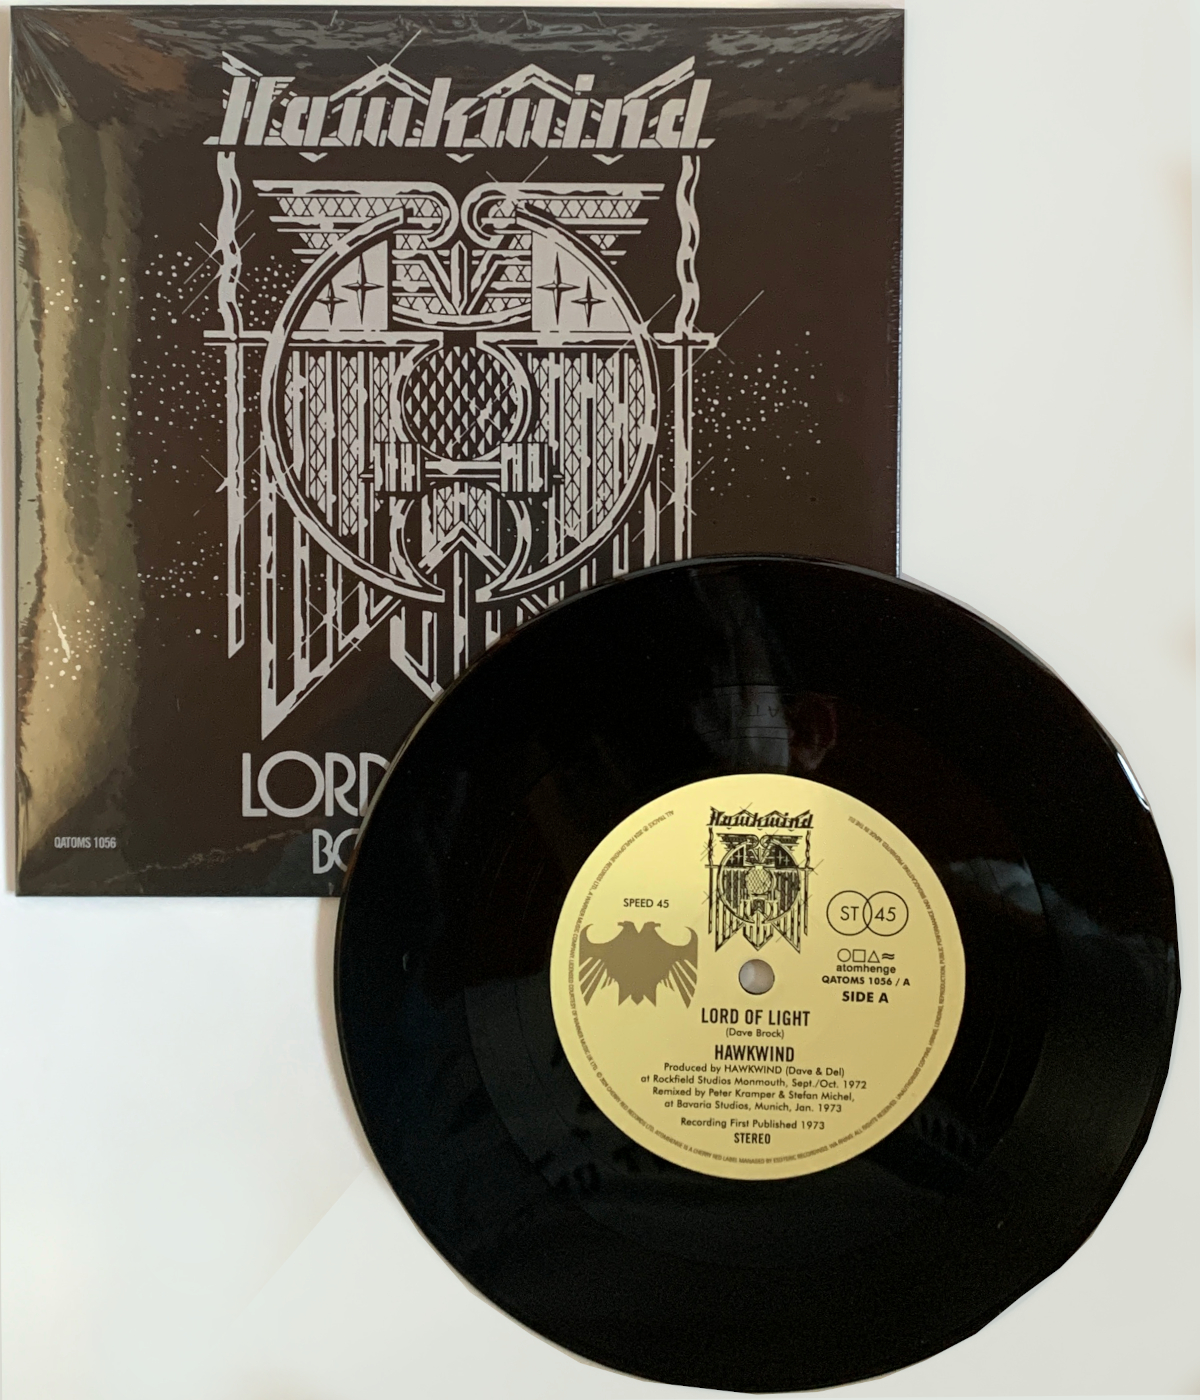 Hawkwind
LORD
BO
QATOMS 1056
Hawkwind
SPEED 45
ST 45
atomhenge
QATOMS 1056 / A
SIDE A
LORD OF LIGHT
(Dave Brock)
HAWKWIND
Produced by HAWKWIND (Dave & Del)
at Rockfield Studios Monmouth, Sept./Oct. 1972
Remixed by Peter Kramper & Stefan Michel,
at Bavaria Studios, Munich, Jan. 1973
Recording First Published 1973
STEREO